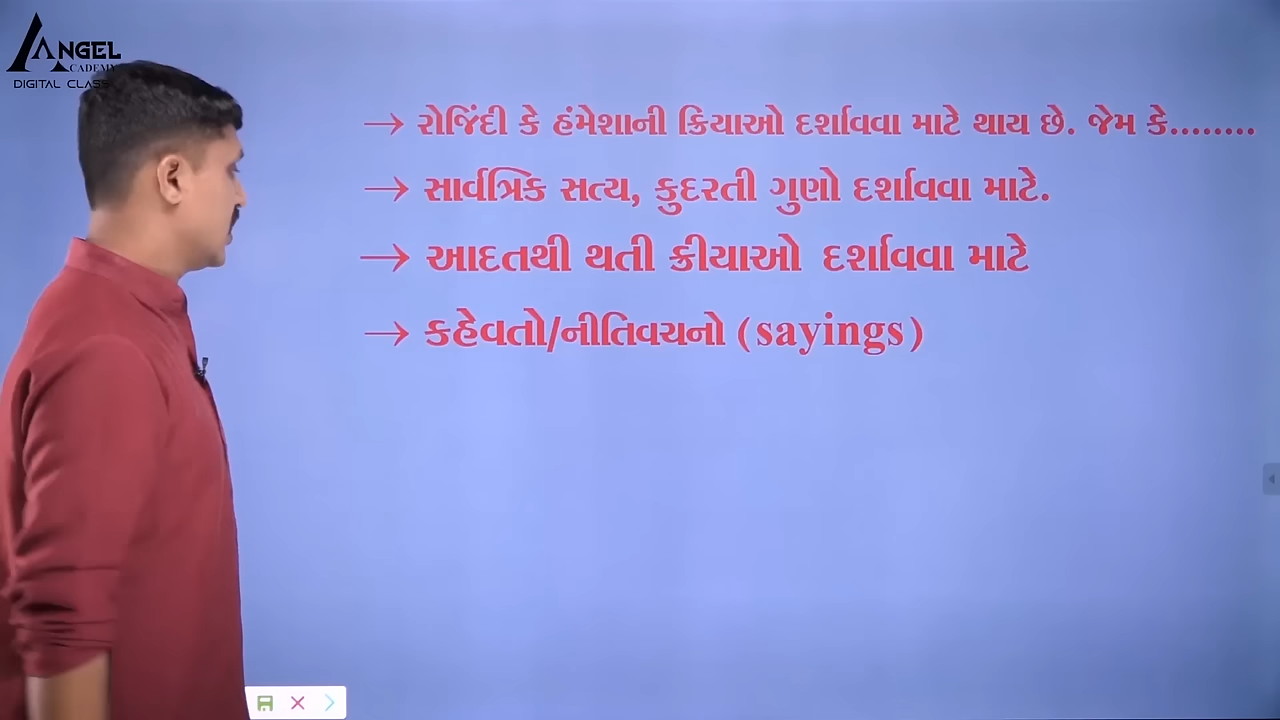 ANGEL
ACADEMY
DIGITAL CLASS
→ રોજિંદી કે હંમેશાની ક્રિયાઓ દર્શાવવા માટે થાય છે. જેમ કે........
→ સાર્વત્રિક સત્ય, કુદરતી ગુણો દર્શાવવા માટે.
→ આદતથી થતી ક્રીયાઓ દર્શાવવા માટે
→ કહેવતો/નીતિવચનો (sayings)